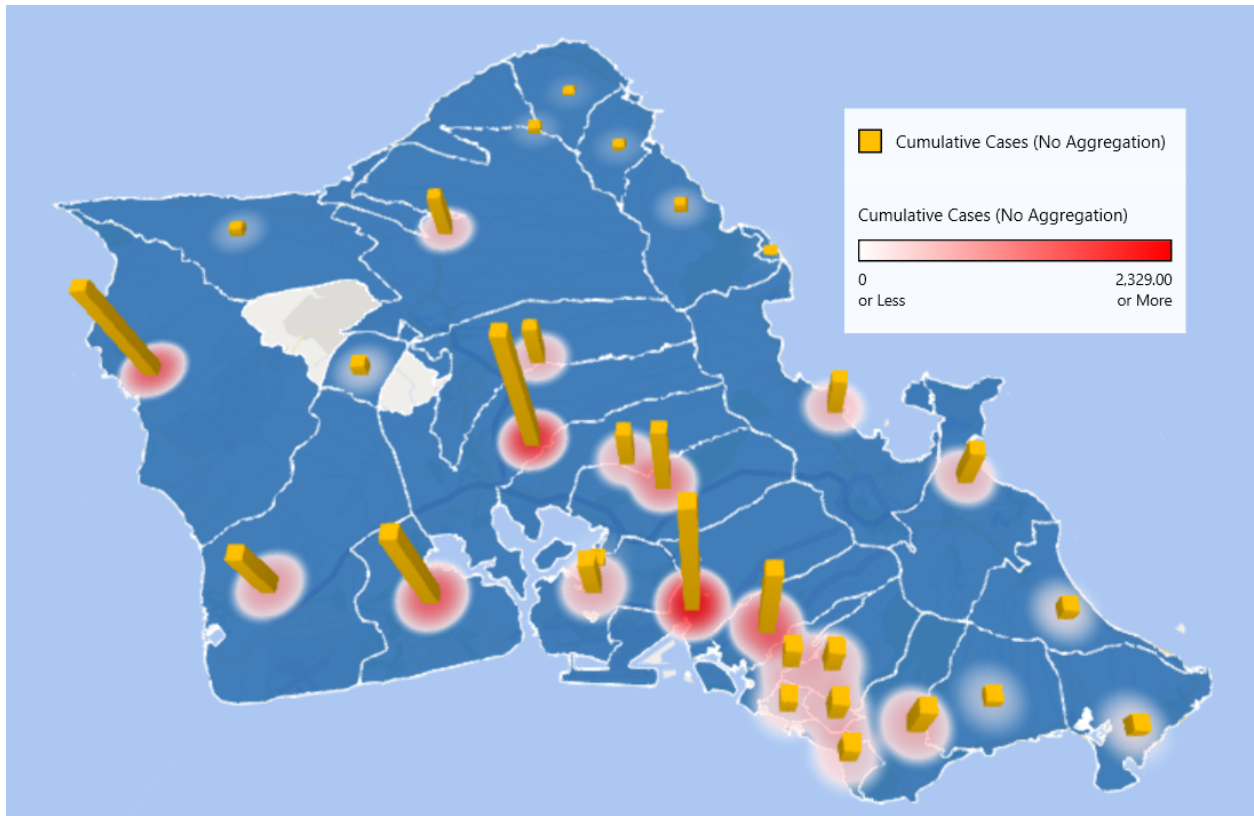 Cumulative Cases (No Aggregation)
Cumulative Cases (No Aggregation)
0
2,329.00
or Less
or More